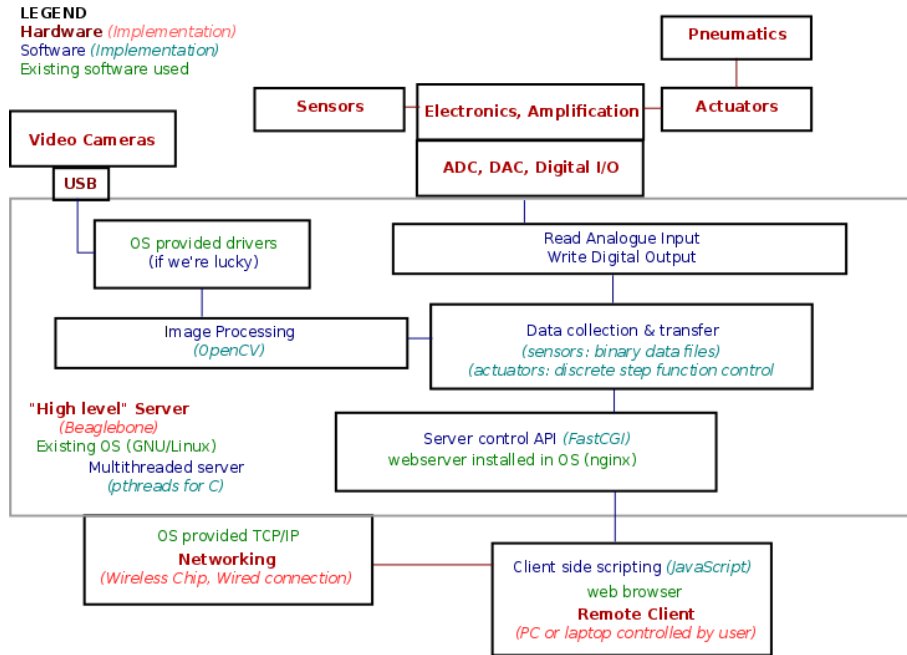 LEGEND
Hardware (Implementation)
Software (Implementation)
Existing software used
Pneumatics
Sensors
Electronics, Amplification
Actuators
Video Cameras
ADC, DAC, Digital I/O
USB
OS provided drivers
(if we're lucky)
Read Analogue Input
Write Digital Output
Image Processing
(OpenCV)
Data collection & transfer
(sensors: binary data files)
(actuators: discrete step function control
"High level" Server
(Beaglebone)
Existing OS (GNU/Linux)
Multithreaded server
(pthreads for C)
Server control API (FastCGI)
webserver installed in OS (nginx)
OS provided TCP/IP
Networking
(Wireless Chip, Wired connection)
Client side scripting (JavaScript)
web browser
Remote Client
(PC or laptop controlled by user)